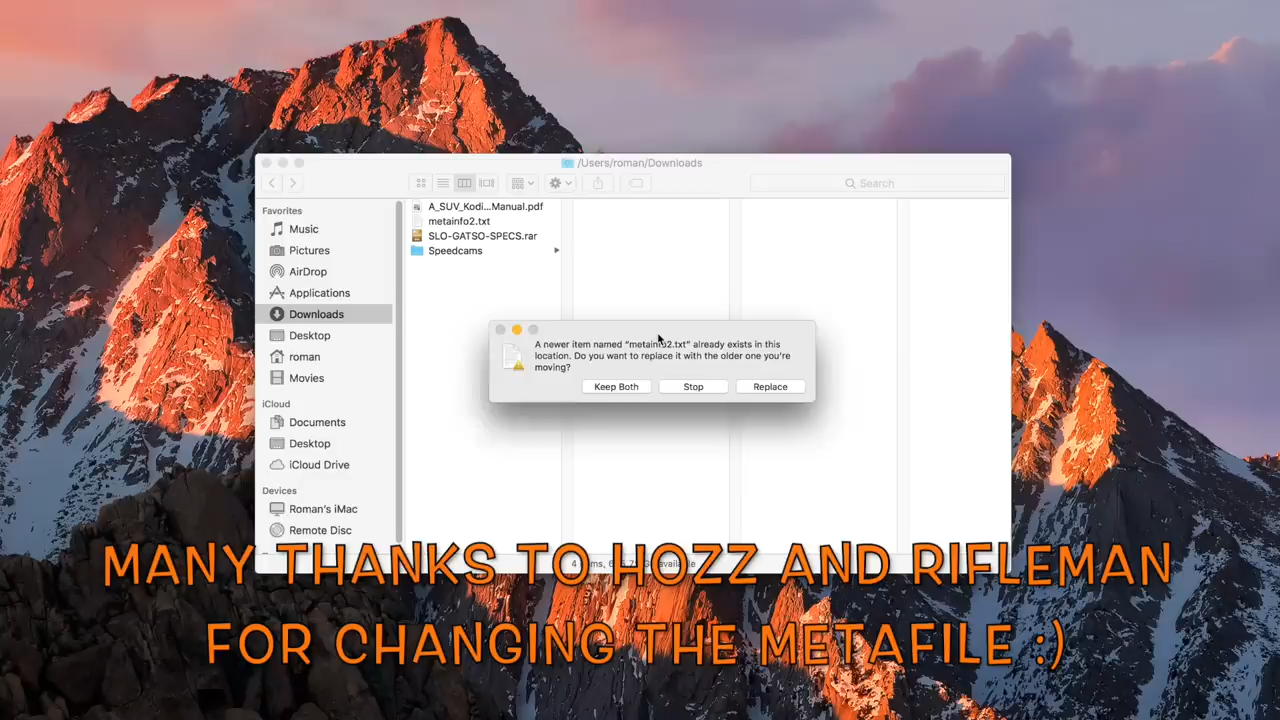 /Users/roman/Downloads
Search
Favorites
Music
Pictures
AirDrop
Applications
Downloads
Desktop
roman
Movies
iCloud
Documents
Desktop
iCloud Drive
Devices
Roman's iMac
Remote Disc
A_SUV_Kodi...Manual.pdf
metainfo2.txt
SLO-GATSO-SPECS.rar
Speedcams
A newer item named “metainfo2.txt” already exists in this
location. Do you want to replace it with the older one you're
moving?
Keep Both
Stop
Replace
MANY THANKS TO HOZZ AND RIFLEMAN
FOR CHANGING THE METAFILE :)